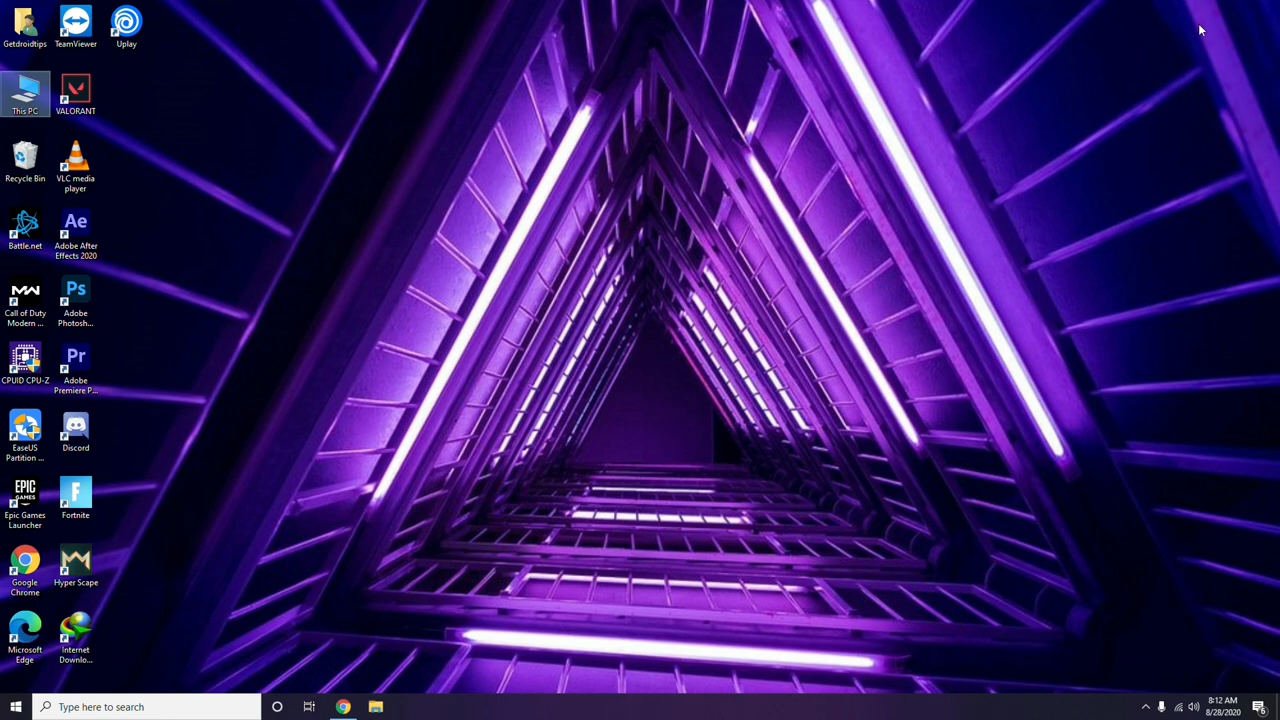 Getdroidtips
TeamViewer
Uplay
This PC
VALORANT
Recycle Bin
VLC media
player
Battle.net
Ae
Adobe After
Effects 2020
MW
Call of Duty
Modern ...
Ps
Adobe
Photosh...
CPUID CPU-Z
Pr
Adobe
Premiere P...
EaseUS
Partition ...
Discord
EPIC
GAMES
Epic Games
Launcher
F
Fortnite
Google
Chrome
Hyper Scape
Microsoft
Edge
Internet
Downlo...
Type here to search
8:12 AM
8/28/2020
6